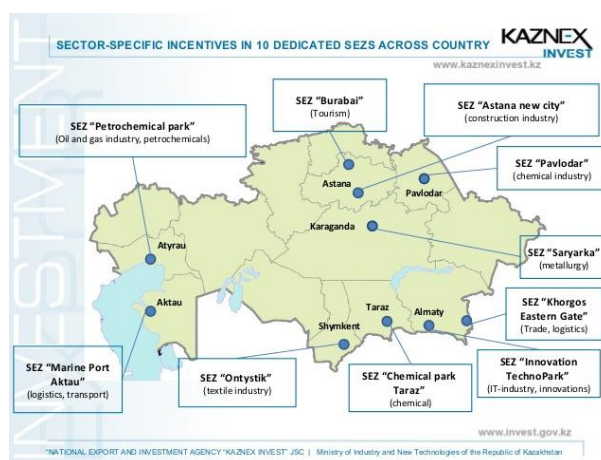 INVESTMENT
SECTOR-SPECIFIC INCENTIVES IN 10 DEDICATED SEZS ACROSS COUNTRY
KAZNEX
INVEST
www.kaznexinvest.kz
SEZ "Burabai"
(Tourism)
SEZ "Astana new city"
(construction industry)
SEZ "Petrochemical park"
(Oil and gas industry, petrochemicals)
SEZ "Pavlodar"
(chemical industry)
Astana
Pavlodar
Karaganda
SEZ "Saryarka"
(metallurgy)
Atyrau
Aktau
Shymkent
Taraz
Almaty
SEZ "Khorgos
Eastern Gate"
(Trade, logistics)
SEZ "Marine Port
Aktau"
(logistics, transport)
SEZ "Ontystik"
(textile industry)
SEZ "Chemical park
Taraz"
(chemical)
SEZ "Innovation
TechnoPark"
(IT-industry, innovations)
www.invest.gov.kz
"NATIONAL EXPORT AND INVESTMENT AGENCY "KAZNEX INVEST" JSC | Ministry of Industry and New Technologies of the Republic of Kazakhstan